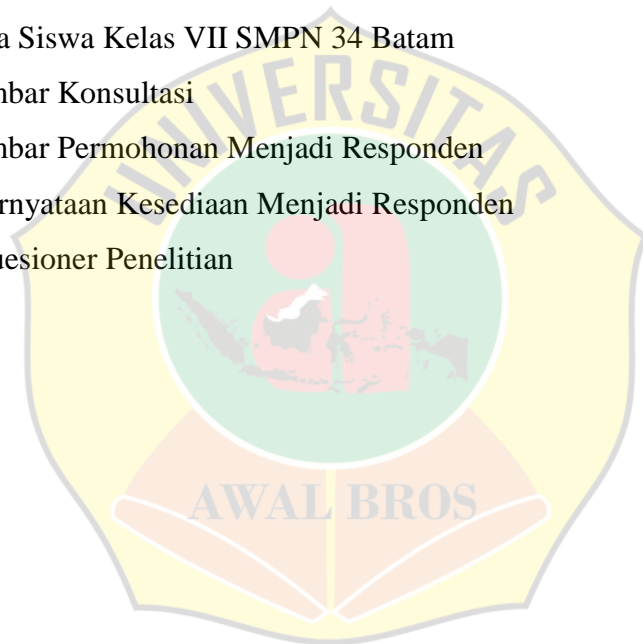 a Siswa Kelas VII SMPN 34 Batam
nbar Konsultasi
nbar Permohonan Menjadi Responden
rnyataan Kesediaan Menjadi Responden
uesioner Penelitian
UNIVERSITAS
a
AWAL BROS